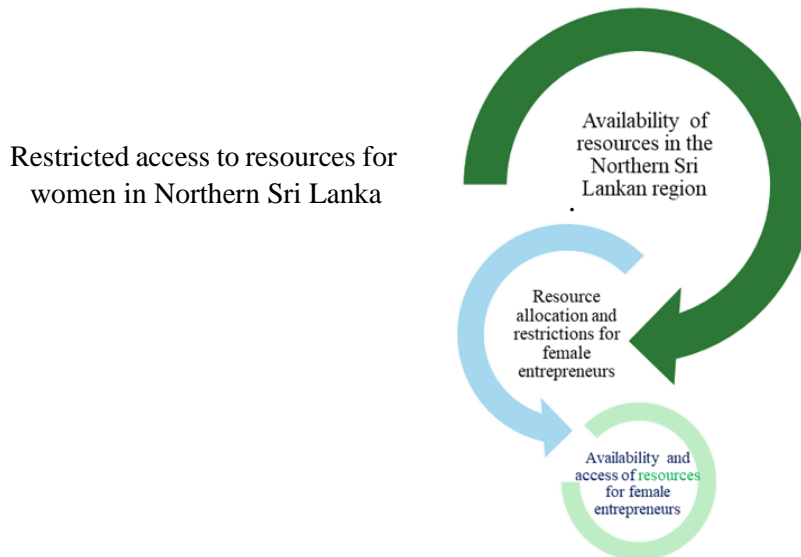 Restricted access to resources for
women in Northern Sri Lanka
Availability of
resources in the
Northern Sri
Lankan region
.
Resource
allocation and
restrictions for
female
entrepreneurs
Availability and
access of resources
for female
entrepreneurs